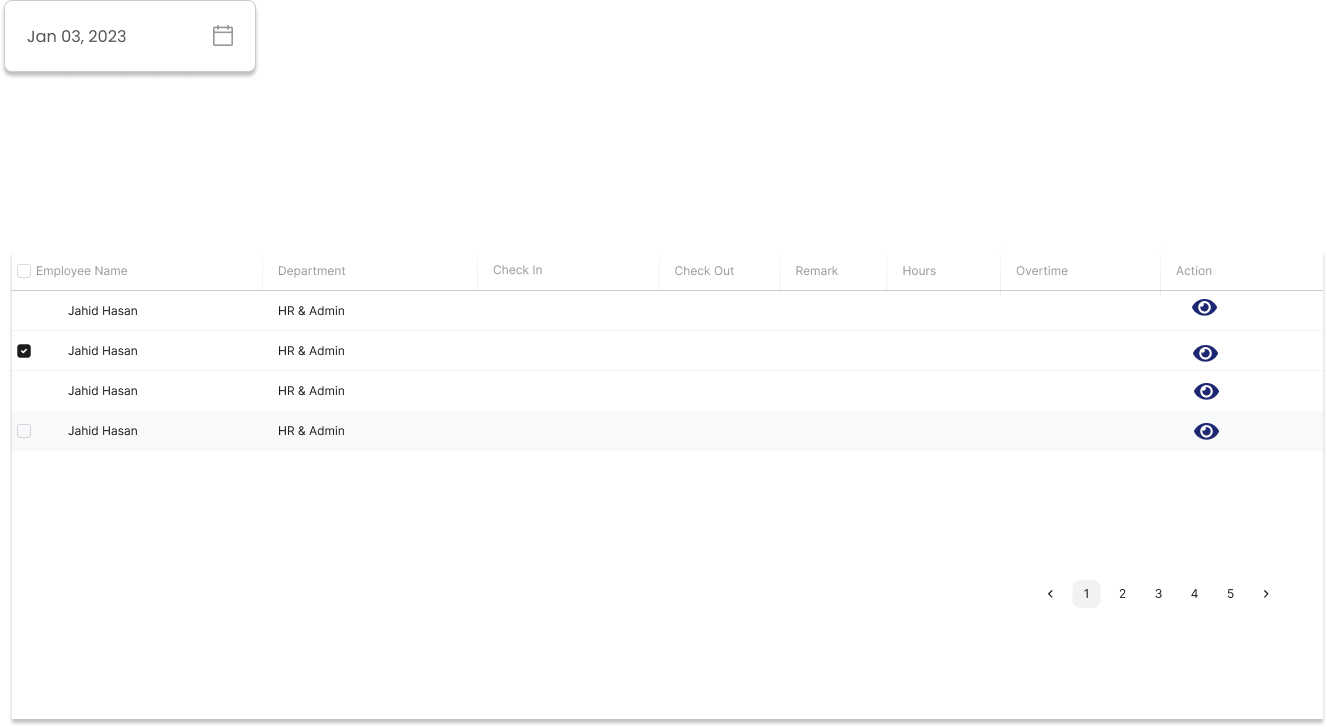 Jan 03, 2023
Employee Name Department Check In Check Out Remark Hours Overtime Action
Jahid Hasan HR & Admin
Jahid Hasan HR & Admin
Jahid Hasan HR & Admin
Jahid Hasan HR & Admin
1 2 3 4 5